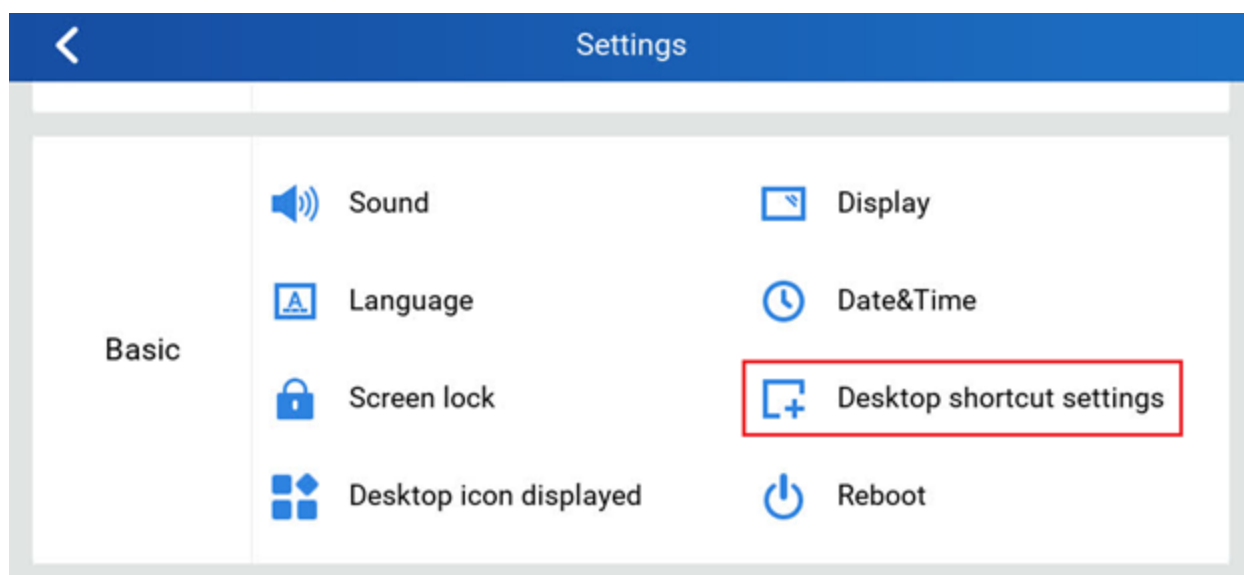 Settings
Sound
Display
Language
Date&Time
Basic
Screen lock
Desktop shortcut settings
Desktop icon displayed
Reboot